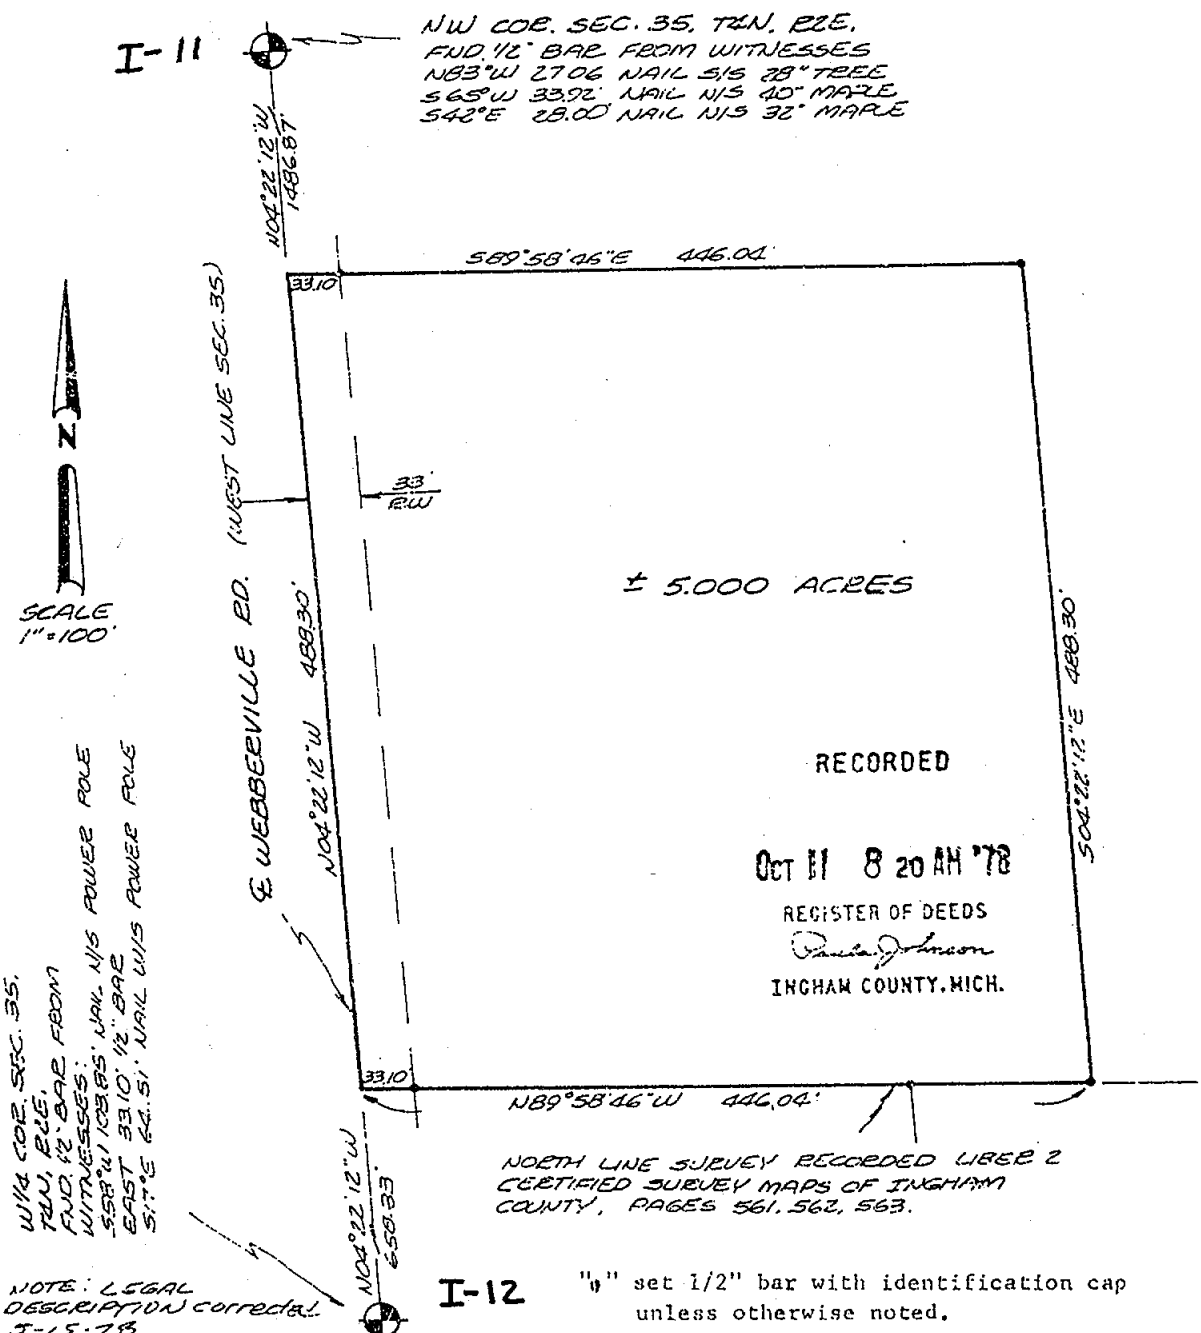 I-11
NW COR. SEC. 35, T4N, R2E,
FND. 1/2" BAR FROM WITNESSES
N83°W 27.06 NAIL S/S 28" TREE
S65°W 33.92' NAIL N/S 40" MAPLE
S42°E 28.00' NAIL N/S 32" MAPLE
N04°22'12"W
1486.87'
S89°58'46"E 446.04'
33.10'
N
SCALE
1"=100'
℄ WEBBERVILLE RD. (WEST LINE SEC. 35)
33'
R.W
N04°22'12"W 488.30'
± 5.000 ACRES
S04°22'12"E 488.30'
RECORDED
OCT 11 8 20 AM '78
REGISTER OF DEEDS
Paula Johnson
INGHAM COUNTY, MICH.
W1/4 COR. SEC. 35,
T4N, R2E,
FND. 1/2" BAR FROM
WITNESSES:
S58°W 108.85' NAIL N/S POWER POLE
EAST 33.10' 1/2" BAR
S17°E 64.51' NAIL W/S POWER POLE
33.10'
N89°58'46"W 446.04'
NORTH LINE SURVEY RECORDED LIBER 2
CERTIFIED SURVEY MAPS OF INGHAM
COUNTY, PAGES 561, 562, 563.
N04°22'12"W
658.33'
I-12
" " set 1/2" bar with identification cap
unless otherwise noted.
NOTE: LEGAL
DESCRIPTION corrected